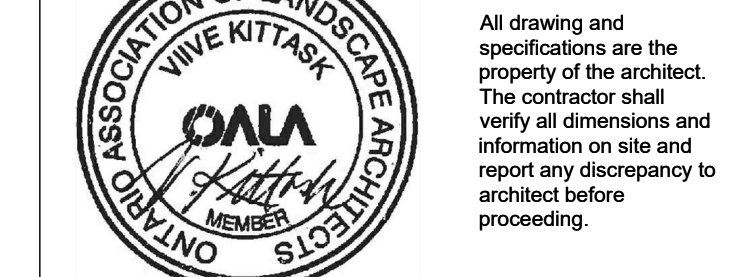 ONTARIO ASSOCIATION OF LANDSCAPE ARCHITECTS
VIIVE KITTASK
OALA
V Kittask
MEMBER
All drawing and
specifications are the
property of the architect.
The contractor shall
verify all dimensions and
information on site and
report any discrepancy to
architect before
proceeding.